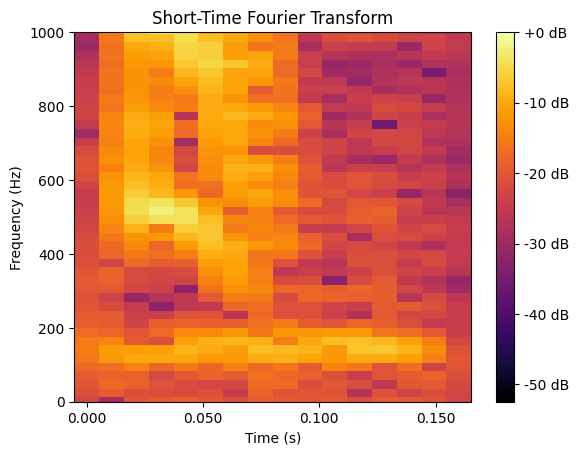 Short-Time Fourier Transform
1000
800
600
400
200
0
Frequency (Hz)
0.000
0.050
0.100
0.150
Time (s)
+0 dB
-10 dB
-20 dB
-30 dB
-40 dB
-50 dB